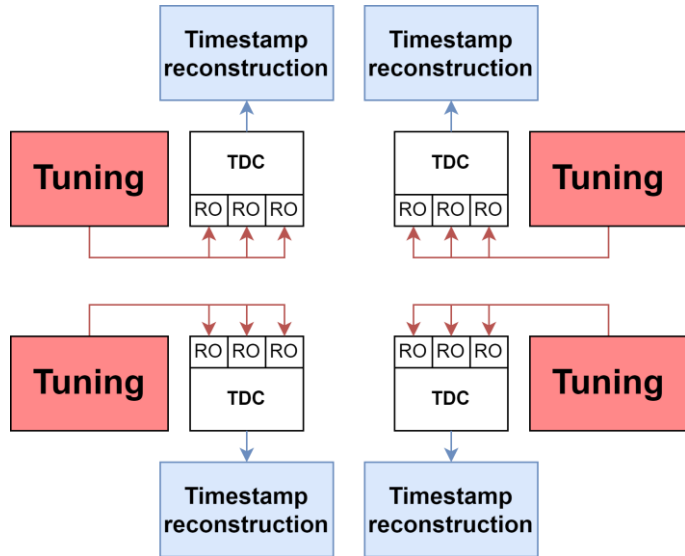 Timestamp
reconstruction
Timestamp
reconstruction
Tuning
TDC
RO RO RO
TDC
RO RO RO
Tuning
Tuning
RO RO RO
TDC
RO RO RO
TDC
Tuning
Timestamp
reconstruction
Timestamp
reconstruction